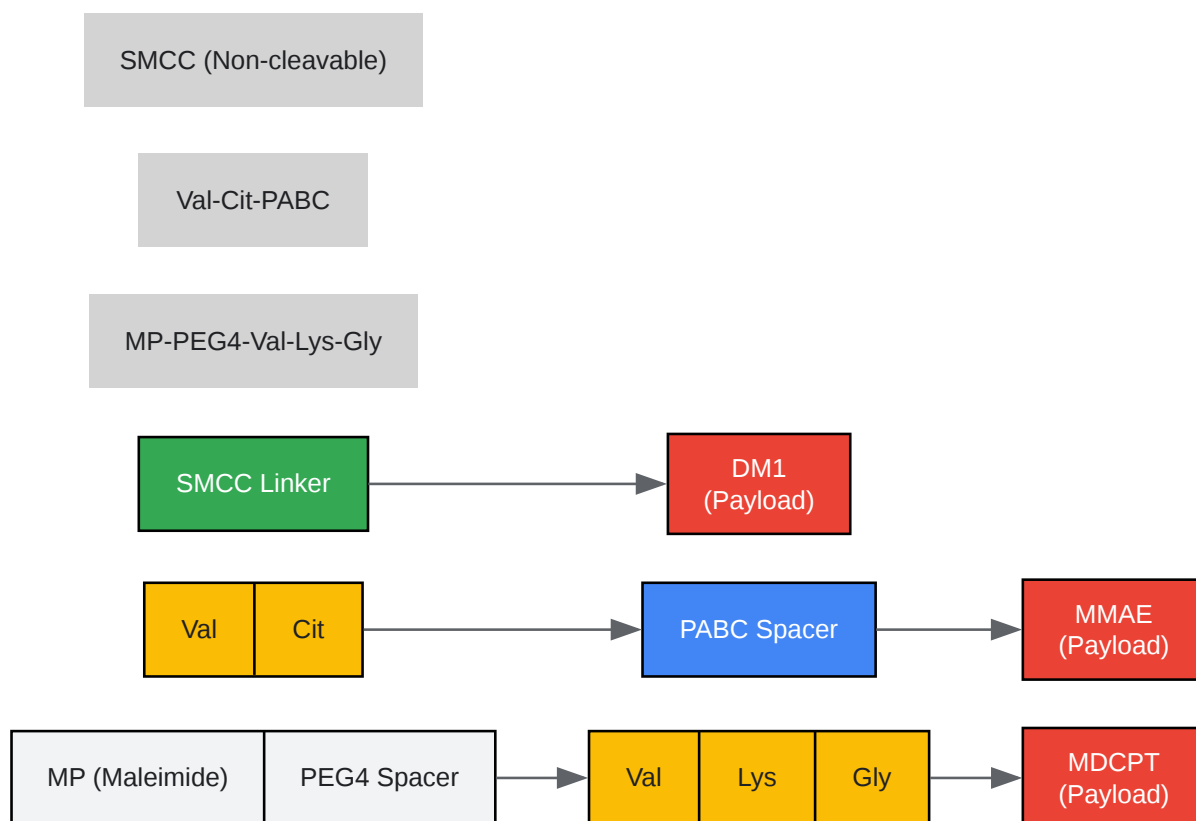 SMCC (Non-cleavable)
Val-Cit-PABC
MP-PEG4-Val-Lys-Gly
SMCC Linker
DM1
(Payload)
Val
Cit
PABC Spacer
MMAE
(Payload)
MP (Maleimide)
PEG4 Spacer
Val
Lys
Gly
MDCPT
(Payload)